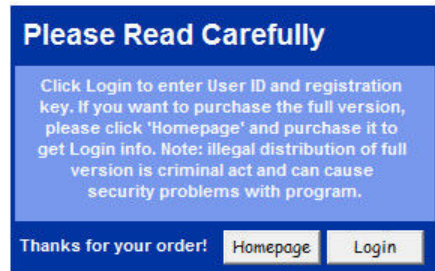 Please Read Carefully
Click Login to enter User ID and registration
key. If you want to purchase the full version,
please click 'Homepage' and purchase it to
get Login info. Note: illegal distribution of full
version is criminal act and can cause
security problems with program.
Thanks for your order! Homepage Login